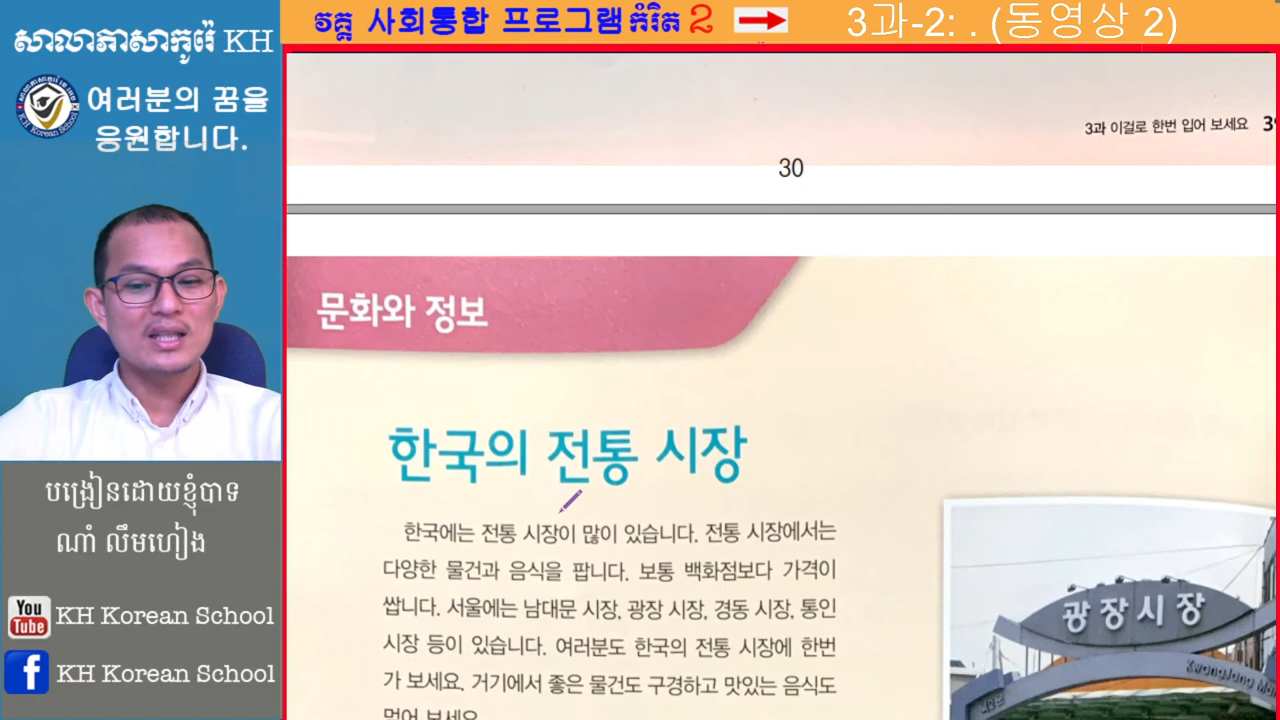 សាលាភាសាកូរ៉េ KH
여러분의 꿈을
응원합니다.
បង្រៀនដោយខ្ញុំបាទ
ណាំ លឹមហៀង
You
Tube
KH Korean School
f
KH Korean School
វគ្គ 사회통합 프로그램 កំរិត 2
3과-2: . (동영상 2)
3과 이걸로 한번 입어 보세요
30
문화와 정보
한국의 전통 시장
한국에는 전통 시장이 많이 있습니다. 전통 시장에서는
다양한 물건과 음식을 팝니다. 보통 백화점보다 가격이
쌉니다. 서울에는 남대문 시장, 광장 시장, 경동 시장, 통인
시장 등이 있습니다. 여러분도 한국의 전통 시장에 한번
가 보세요. 거기에서 좋은 물건도 구경하고 맛있는 음식도
먹어 보세요
광장시장